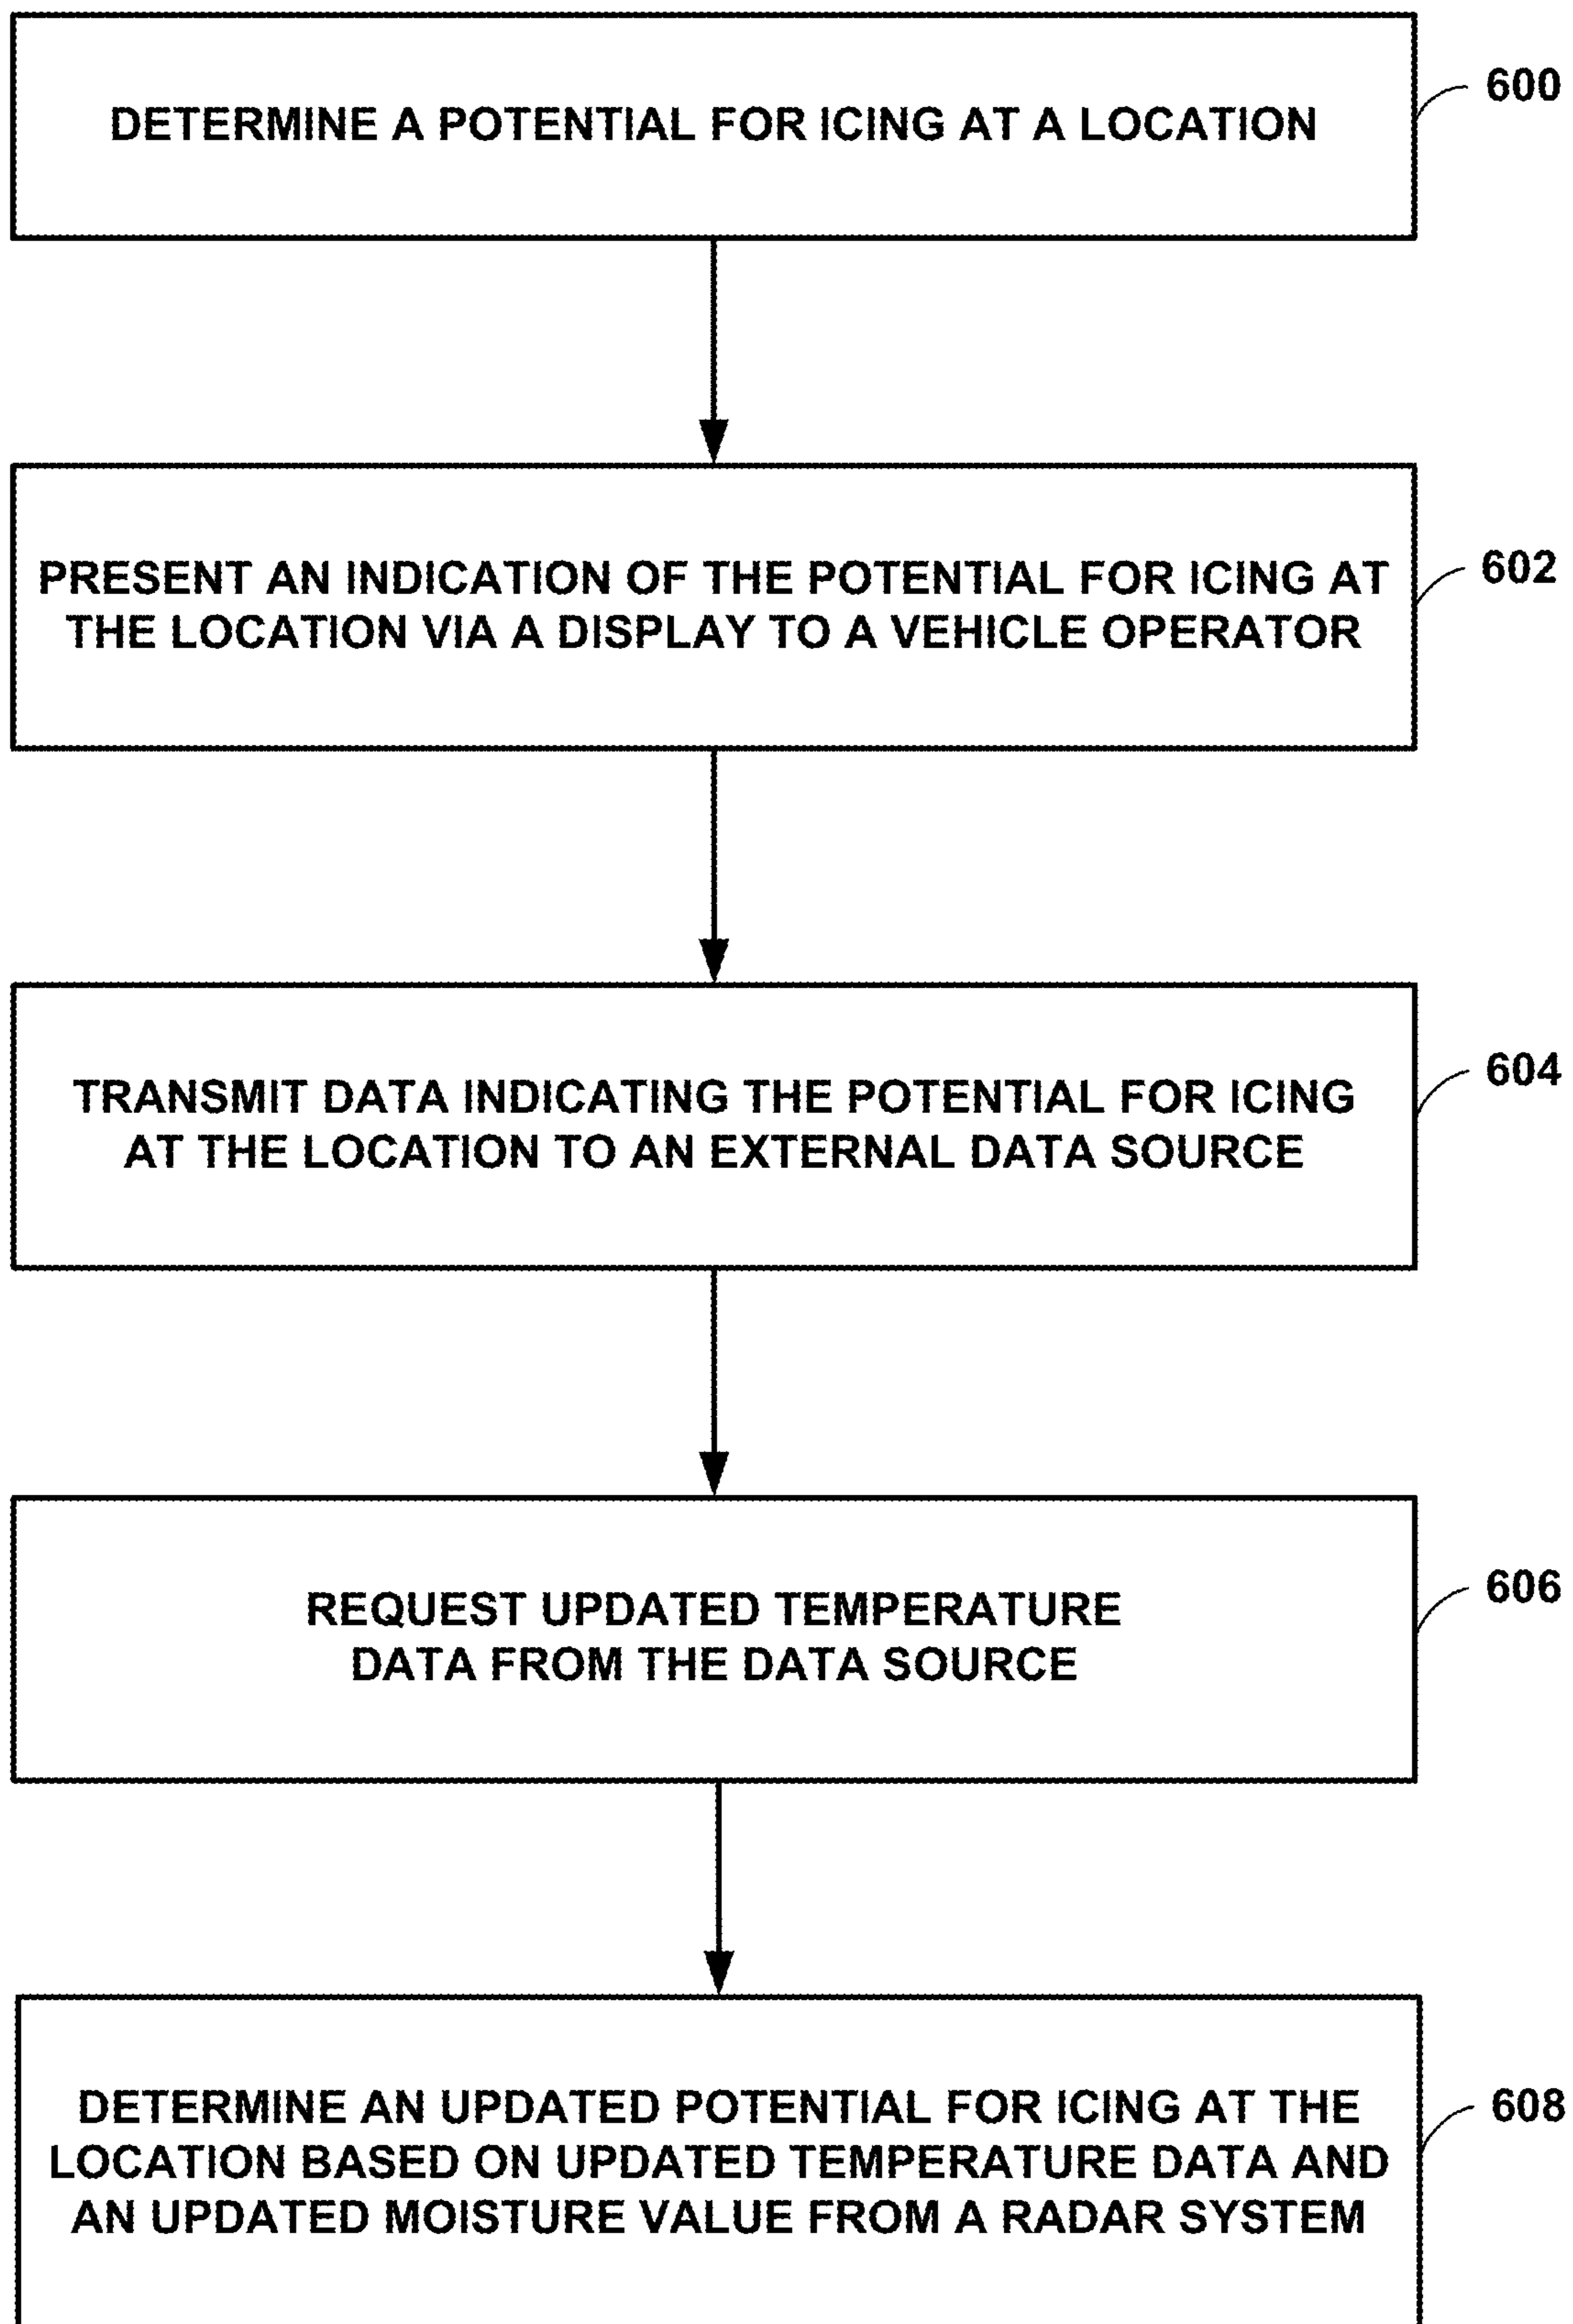 DETERMINE A POTENTIAL FOR ICING AT A LOCATION
600
PRESENT AN INDICATION OF THE POTENTIAL FOR ICING AT
THE LOCATION VIA A DISPLAY TO A VEHICLE OPERATOR
602
TRANSMIT DATA INDICATING THE POTENTIAL FOR ICING
AT THE LOCATION TO AN EXTERNAL DATA SOURCE
604
REQUEST UPDATED TEMPERATURE
DATA FROM THE DATA SOURCE
606
DETERMINE AN UPDATED POTENTIAL FOR ICING AT THE
LOCATION BASED ON UPDATED TEMPERATURE DATA AND
AN UPDATED MOISTURE VALUE FROM A RADAR SYSTEM
608